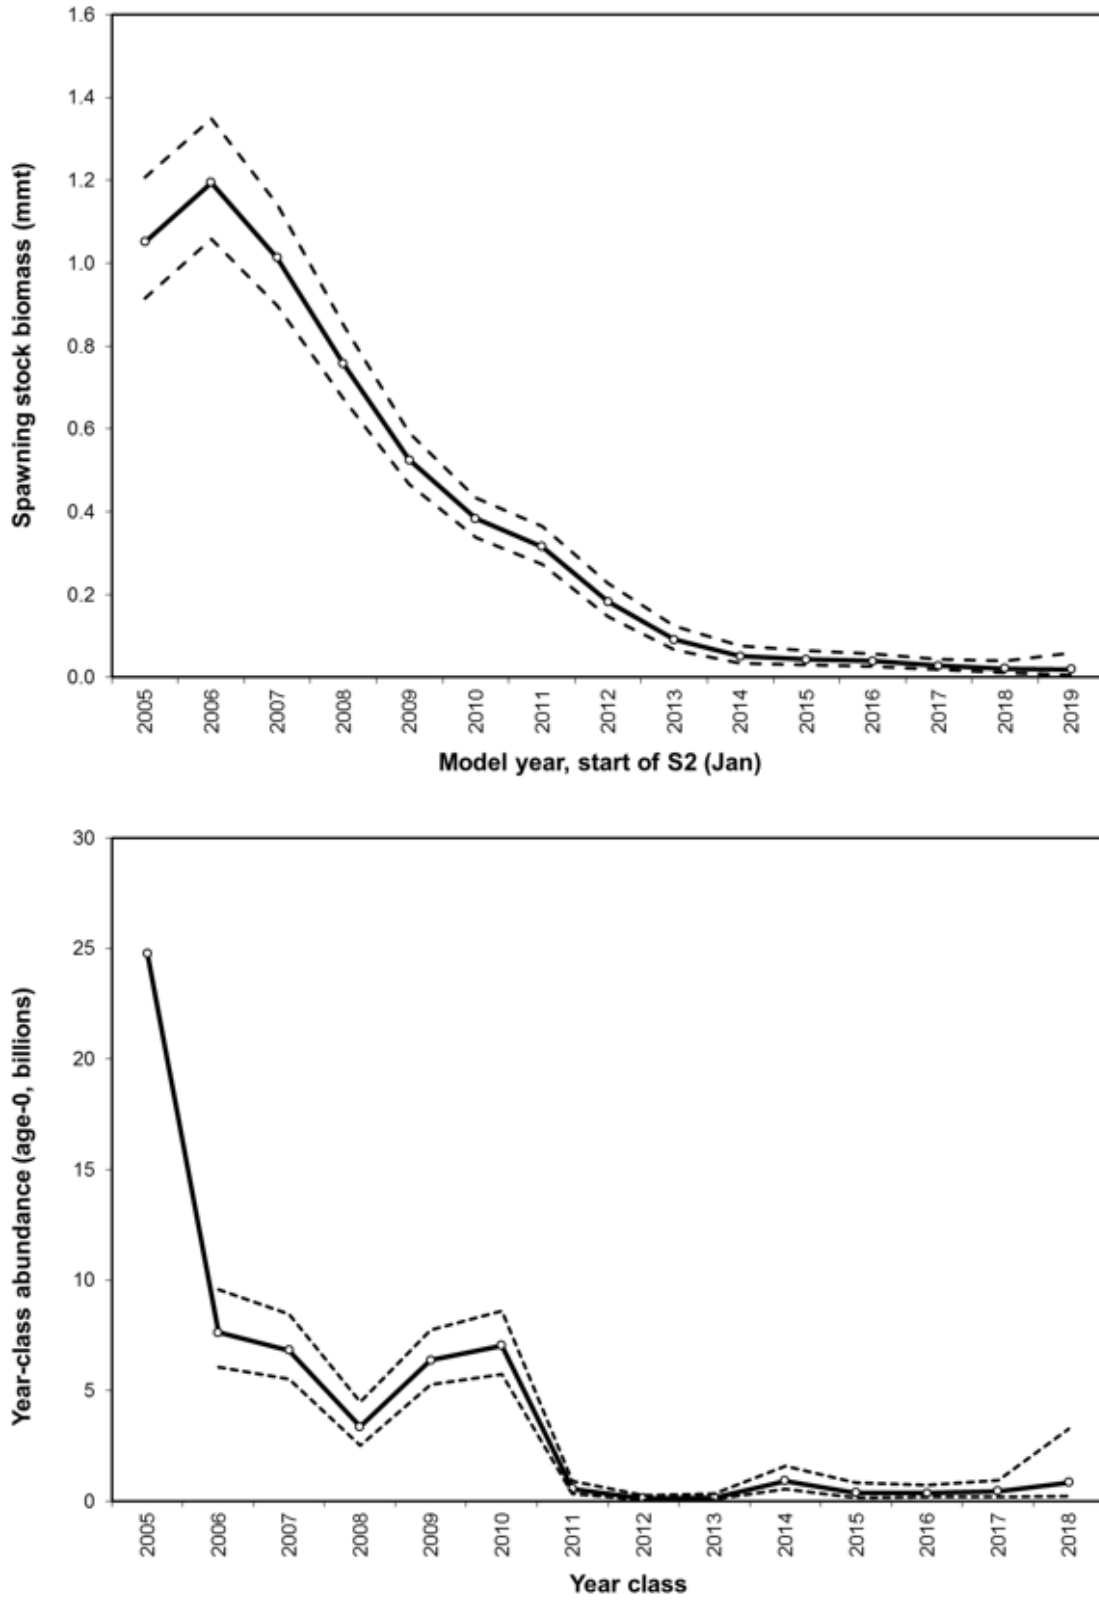 Spawning stock biomass (mmt)
1.6
1.4
1.2
1.0
0.8
0.6
0.4
0.2
0.0
2005 2006 2007 2008 2009 2010 2011 2012 2013 2014 2015 2016 2017 2018 2019
Model year, start of S2 (Jan)
Year-class abundance (age-0, billions)
30
25
20
15
10
5
0
2005 2006 2007 2008 2009 2010 2011 2012 2013 2014 2015 2016 2017 2018
Year class